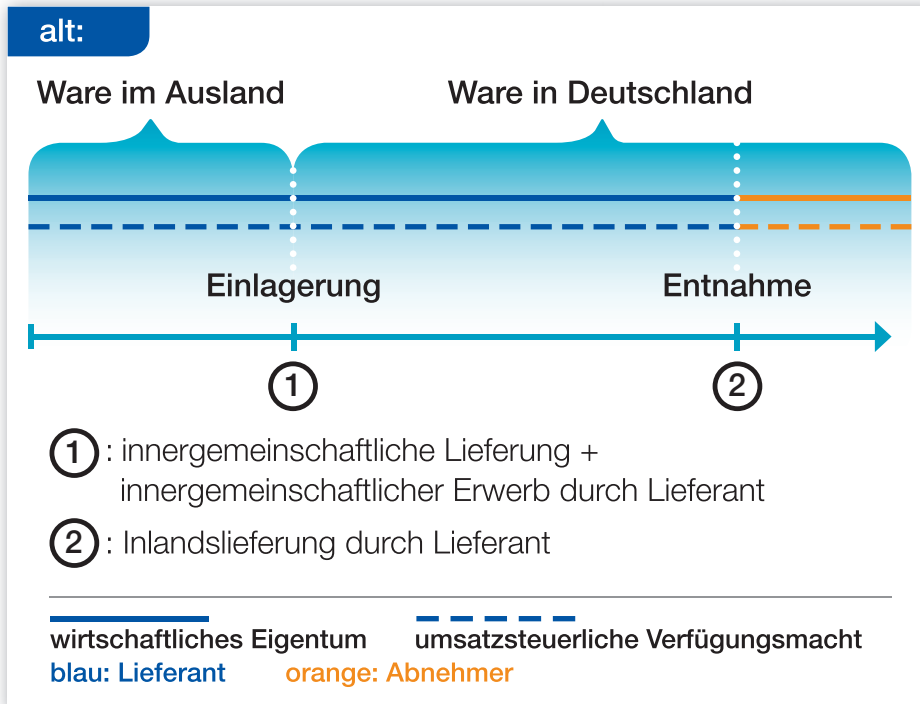 alt:
Ware im Ausland
Ware in Deutschland
Einlagerung
Entnahme
1
2
1 : innergemeinschaftliche Lieferung +
innergemeinschaftlicher Erwerb durch Lieferant
2 : Inlandslieferung durch Lieferant
wirtschaftliches Eigentum
umsatzsteuerliche Verfügungsmacht
blau: Lieferant
orange: Abnehmer